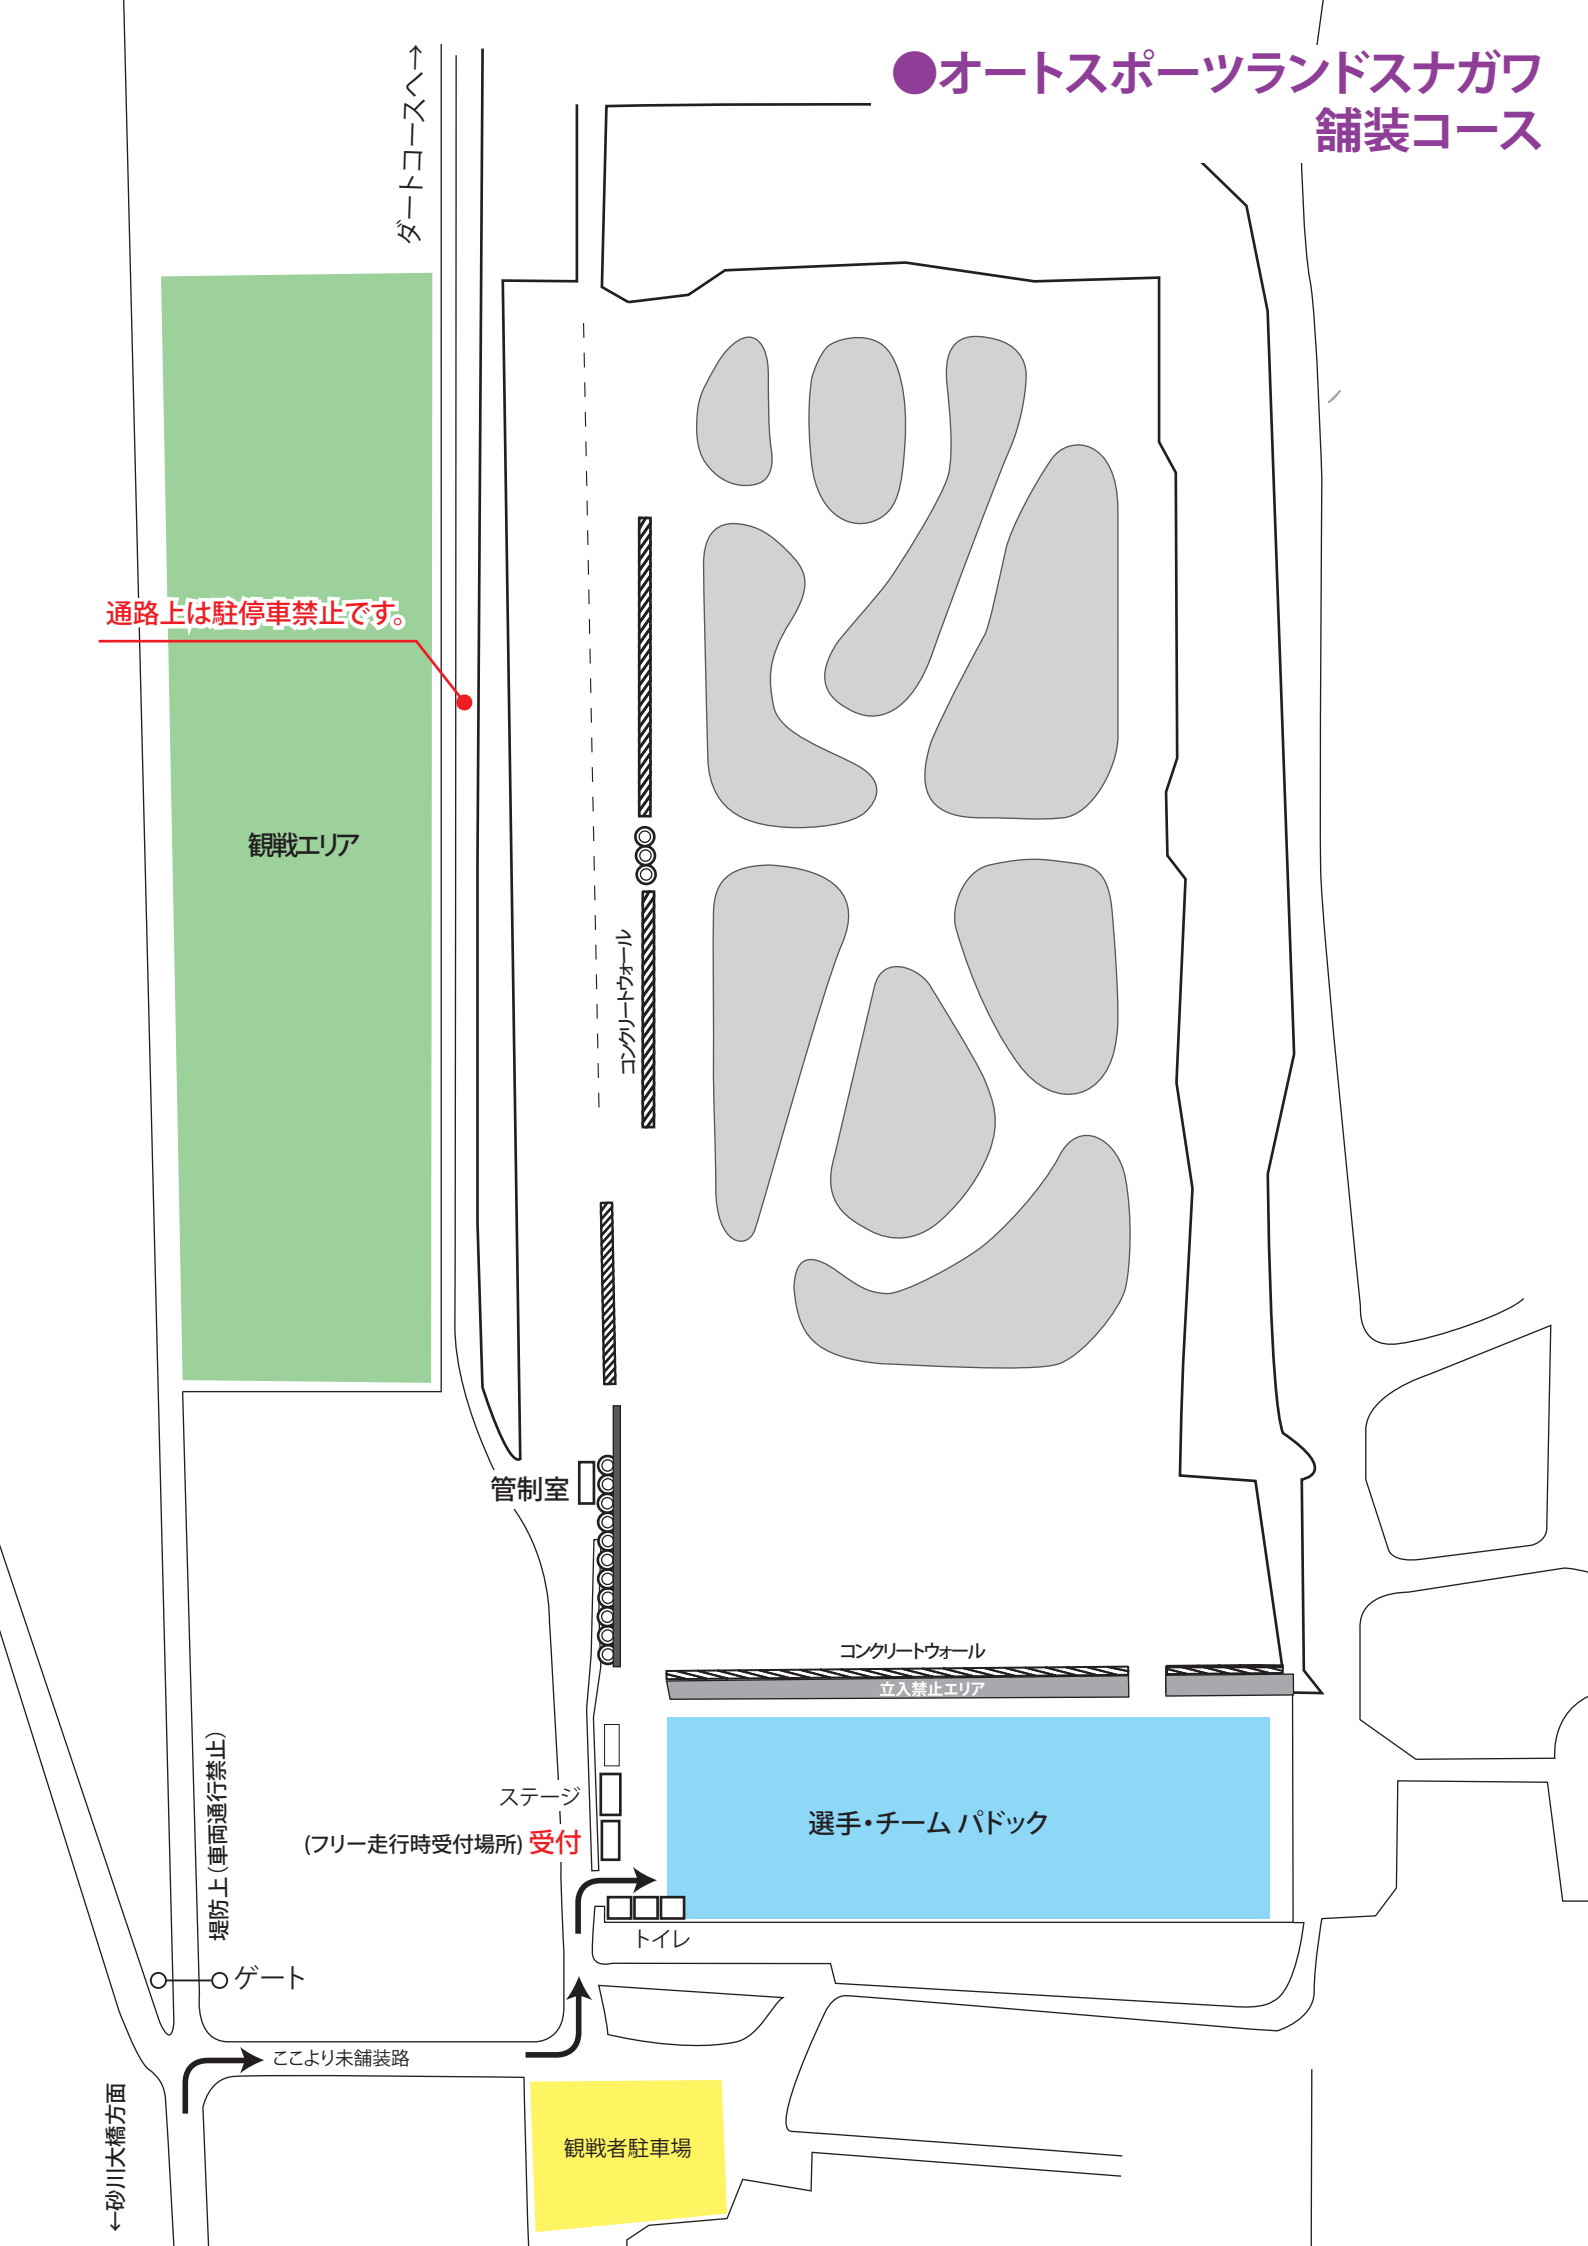 ●オートスポーツランドスナガワ
舗装コース
ダートコースへ→
通路上は駐停車禁止です。
観戦エリア
コンクリートウォール
管制室
コンクリートウォール
立入禁止エリア
ステージ
(フリー走行時受付場所) 受付
選手・チーム パドック
トイレ
堤防上(車両通行禁止)
ゲート
ここより未舗装路
←砂川大橋方面
観戦者駐車場